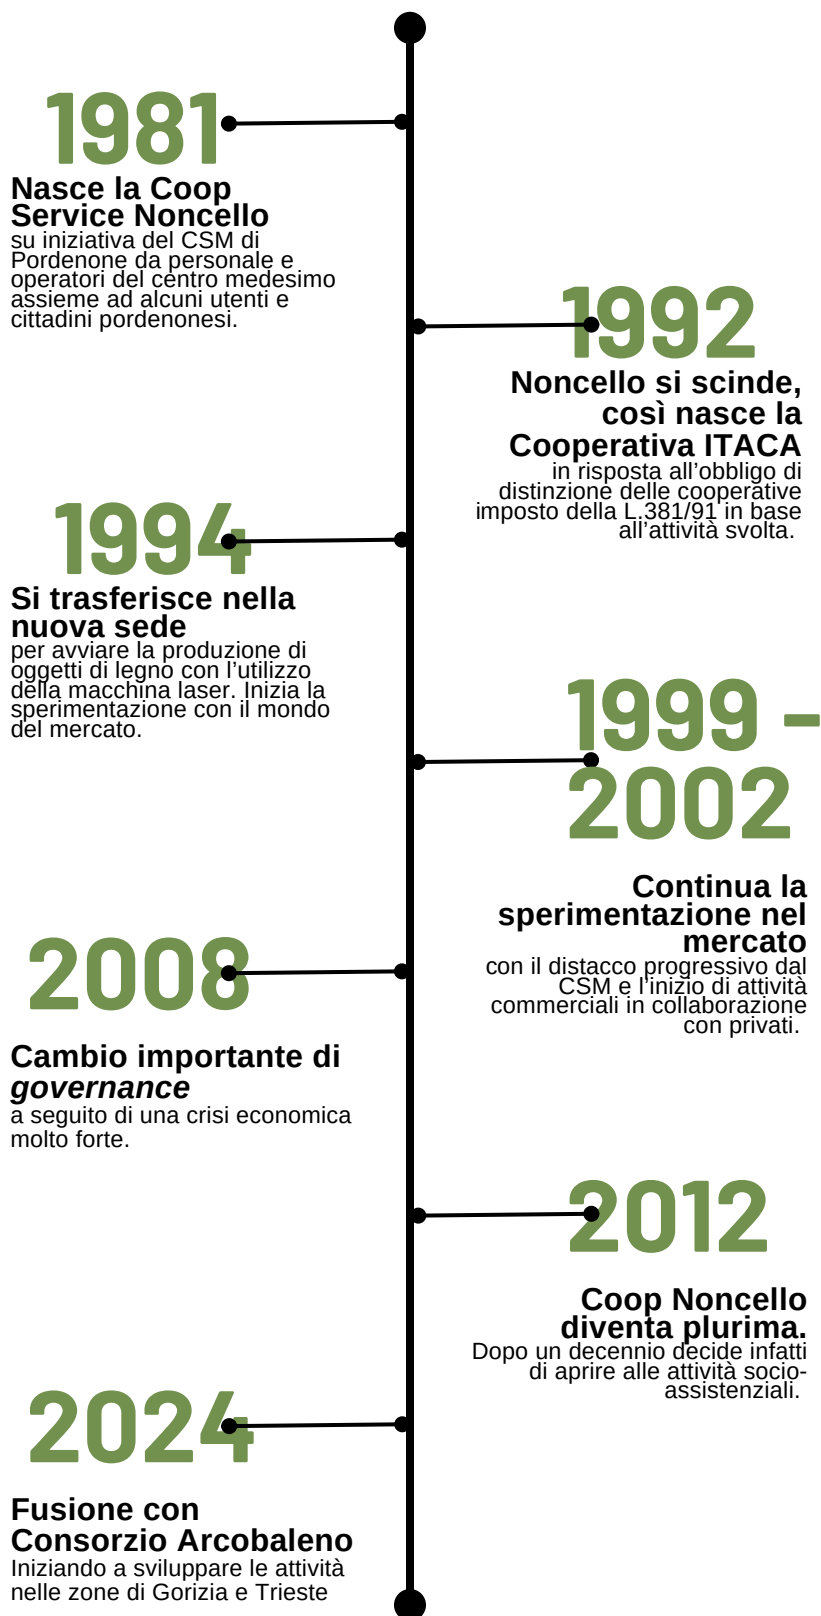 1981
Nasce la Coop
Service Noncello
su iniziativa del CSM di
Pordenone da personale e
operatori del centro medesimo
assieme ad alcuni utenti e
cittadini pordenonesi.
1992
Noncello si scinde,
così nasce la
Cooperativa ITACA
in risposta all’obbligo di
distinzione delle cooperative
imposto della L.381/91 in base
all’attività svolta.
1994
Si trasferisce nella
nuova sede
per avviare la produzione di
oggetti di legno con l’utilizzo
della macchina laser. Inizia la
sperimentazione con il mondo
del mercato.
1999 -
2002
Continua la
sperimentazione nel
mercato
con il distacco progressivo dal
CSM e l’inizio di attività
commerciali in collaborazione
con privati.
2008
Cambio importante di
governance
a seguito di una crisi economica
molto forte.
2012
Coop Noncello
diventa plurima.
Dopo un decennio decide infatti
di aprire alle attività socio-
assistenziali.
2024
Fusione con
Consorzio Arcobaleno
Iniziando a sviluppare le attività
nelle zone di Gorizia e Trieste